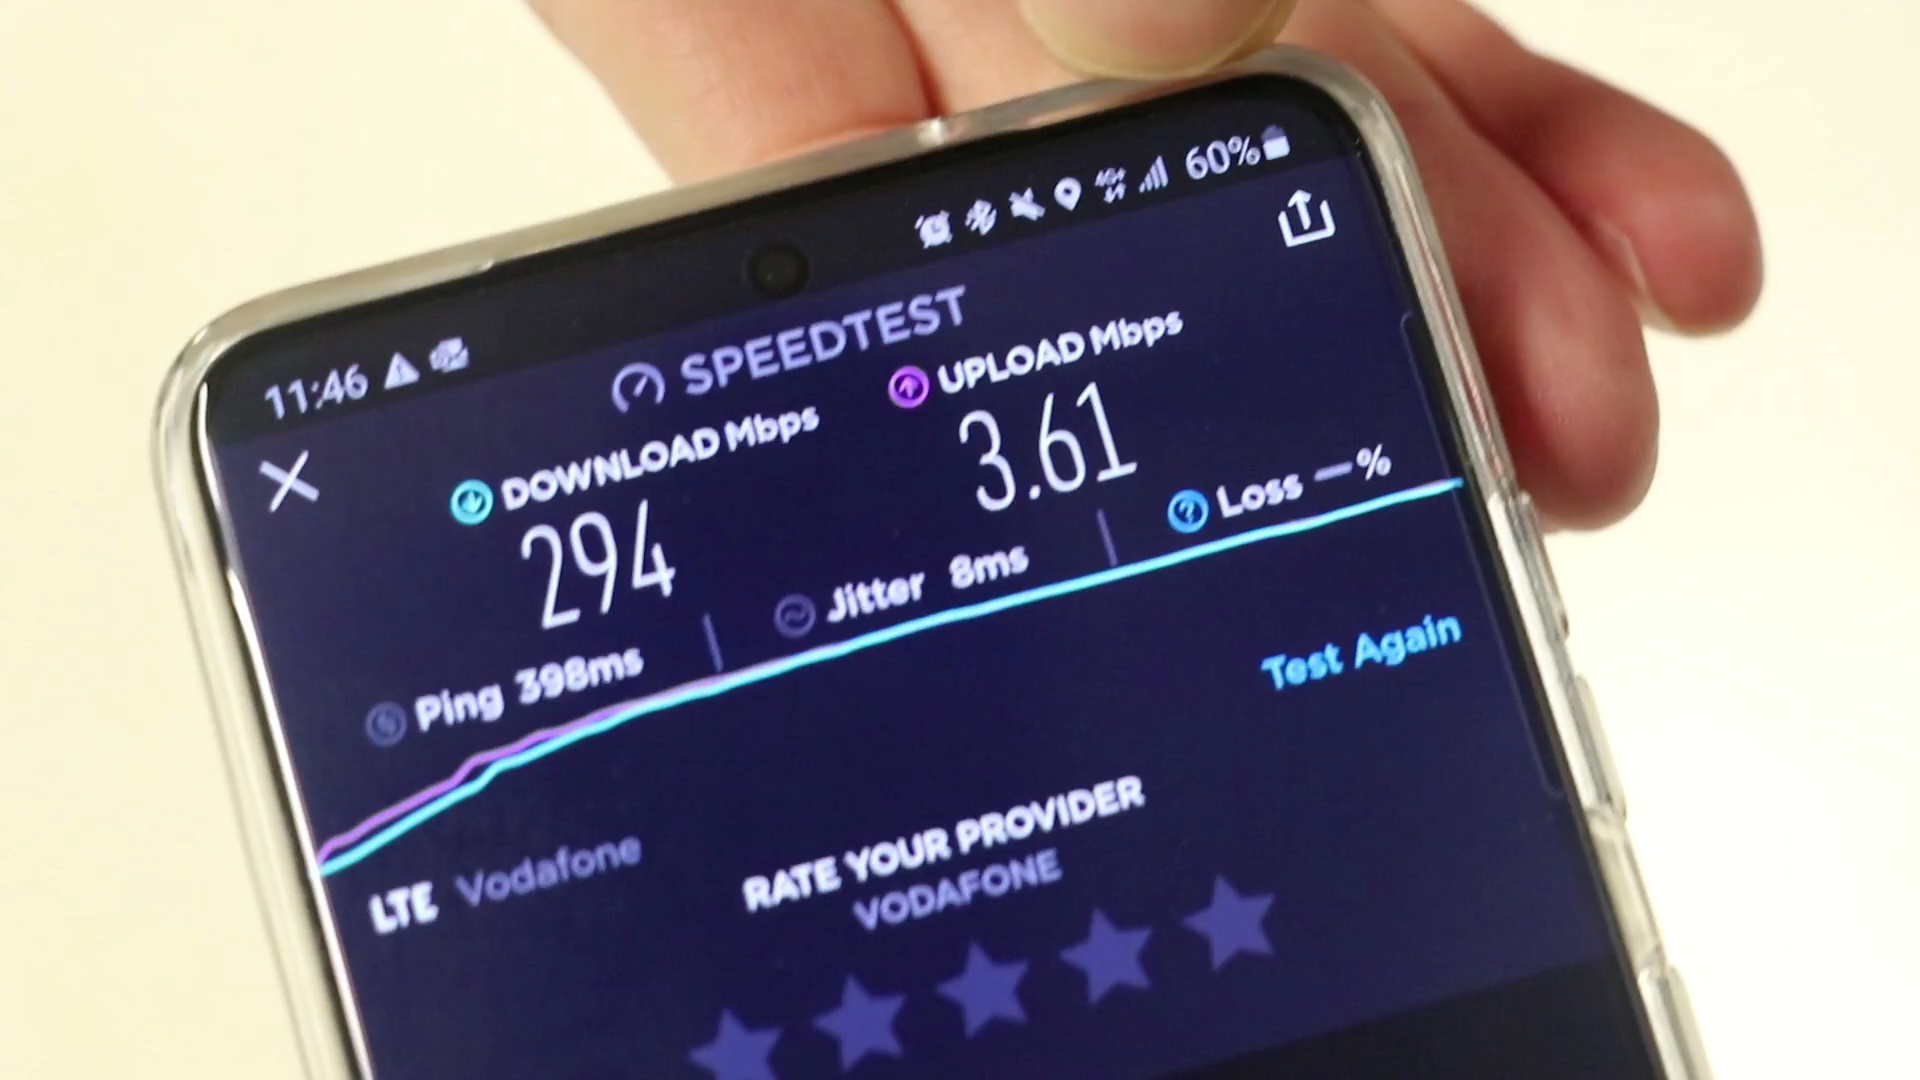 11:46 4G+ 60%
SPEEDTEST
DOWNLOAD Mbps UPLOAD Mbps
294 3.61
Ping 398ms Jitter 8ms Loss — %
Test Again
LTE Vodafone
RATE YOUR PROVIDER
VODAFONE